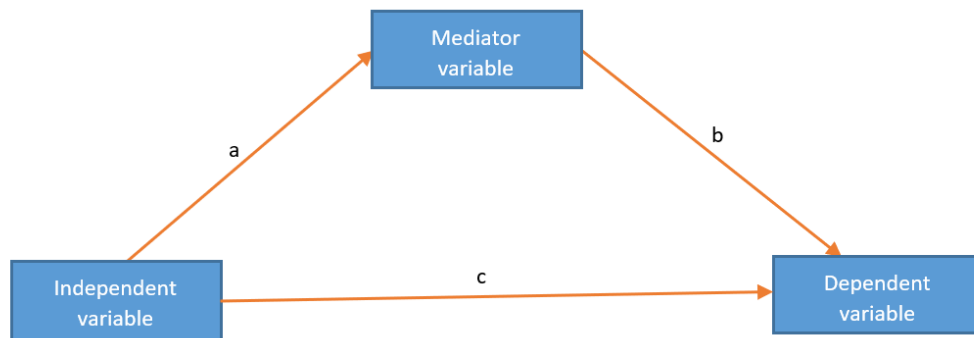 Mediator
variable
a
b
Independent
variable
c
Dependent
variable